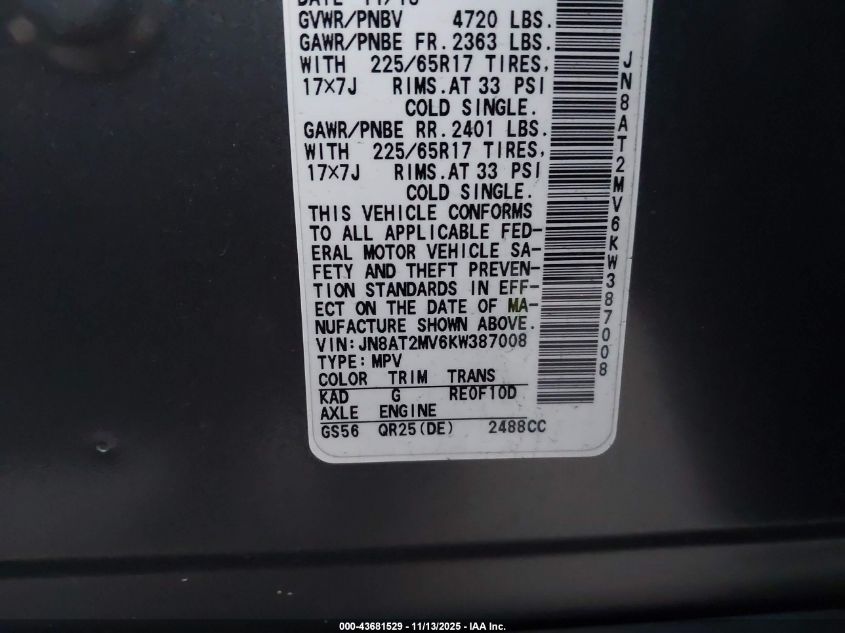 GVWR/PNBV 4720 LBS.
GAWR/PNBE FR. 2363 LBS.
WITH 225/65R17 TIRES,
17×7J RIMS. AT 33 PSI
COLD SINGLE.
GAWR/PNBE RR. 2401 LBS.
WITH 225/65R17 TIRES,
17×7J RIMS. AT 33 PSI
COLD SINGLE.
THIS VEHICLE CONFORMS
TO ALL APPLICABLE FED-
ERAL MOTOR VEHICLE SA-
FETY AND THEFT PREVEN-
TION STANDARDS IN EFF-
ECT ON THE DATE OF MA-
NUFACTURE SHOWN ABOVE.
VIN:JN8AT2MV6KW387008
TYPE:MPV
COLOR TRIM TRANS
KAD G RE0F10D
AXLE ENGINE
GS56 QR25(DE) 2488CC
JN8AT2MV6KW387008
000-43681529 - 11/13/2025 - IAA Inc.